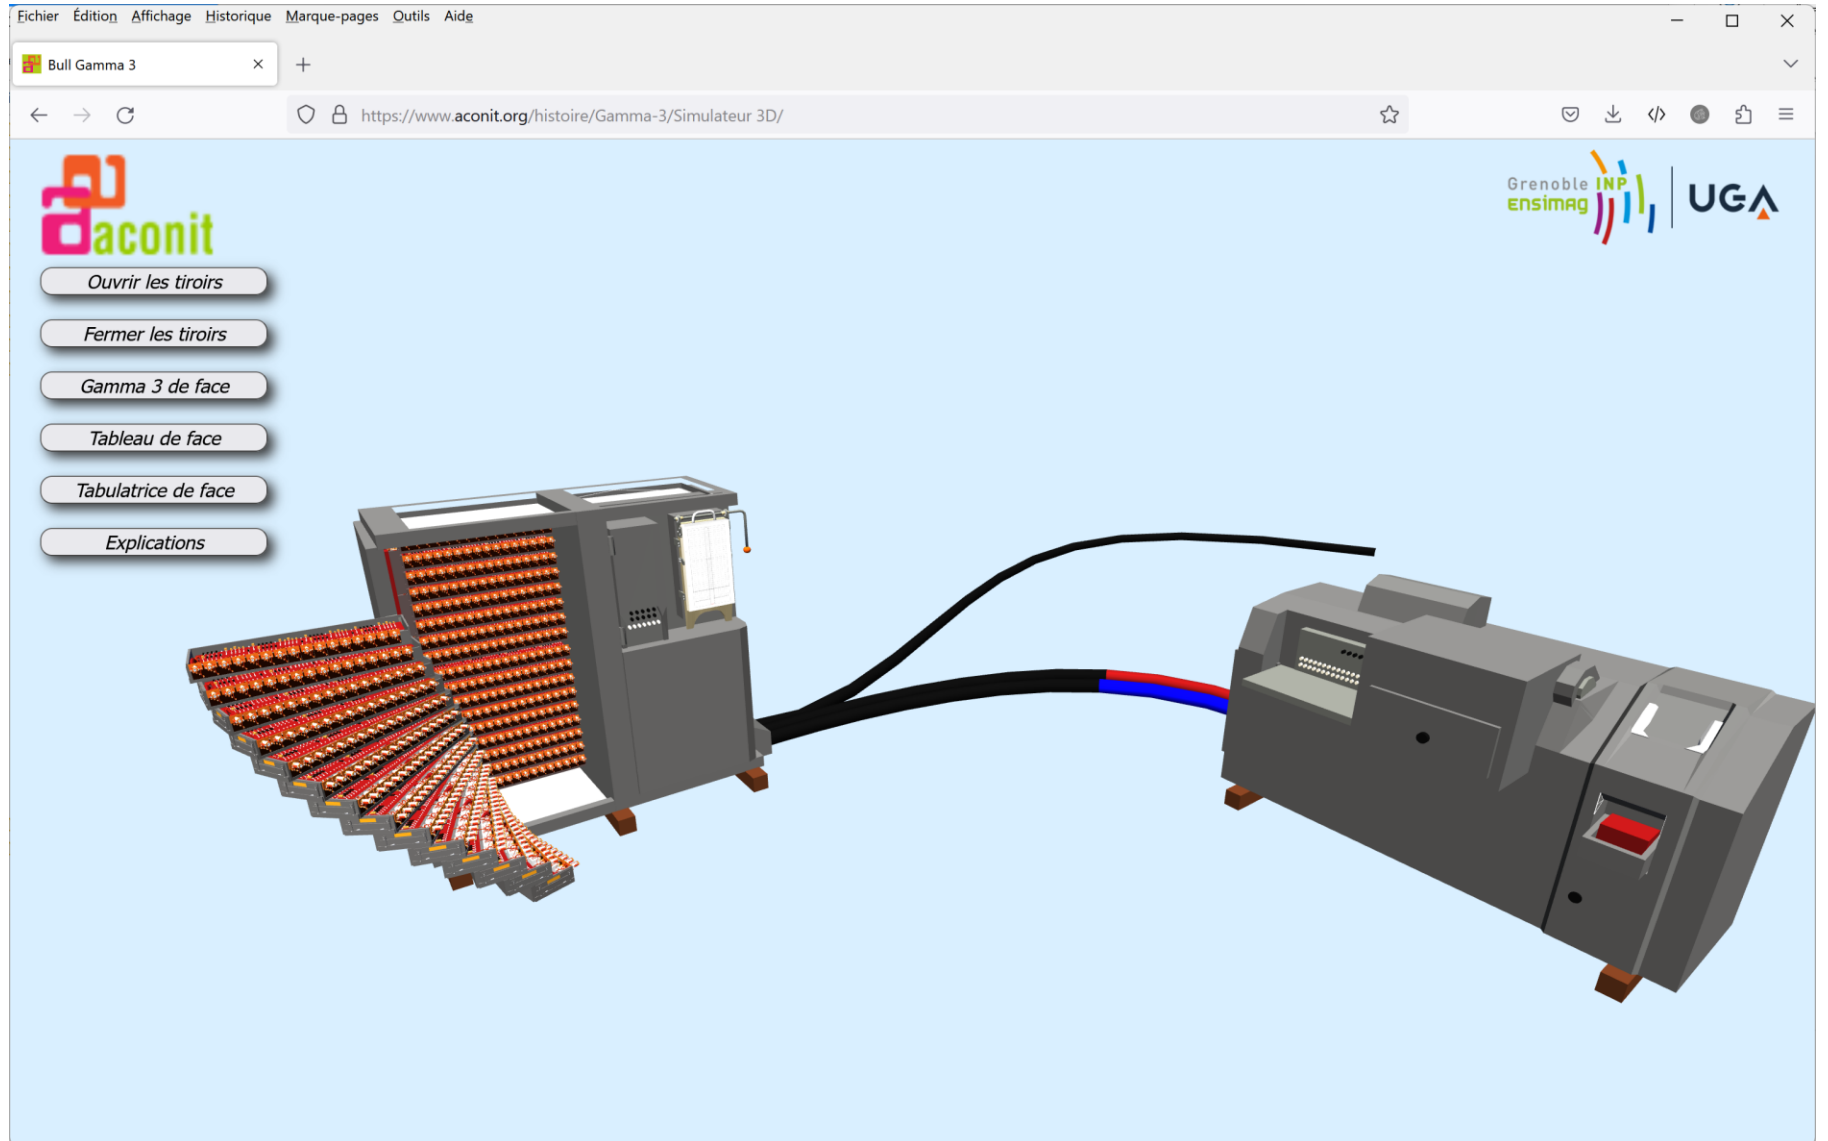 Fichier Édition Affichage Historique Marque-pages Outils Aide
Bull Gamma 3
https://www.aconit.org/histoire/Gamma-3/Simulateur 3D/
aconit
Grenoble INP
Ensimag
UGA
Ouvrir les tiroirs
Fermer les tiroirs
Gamma 3 de face
Tableau de face
Tabulatrice de face
Explications